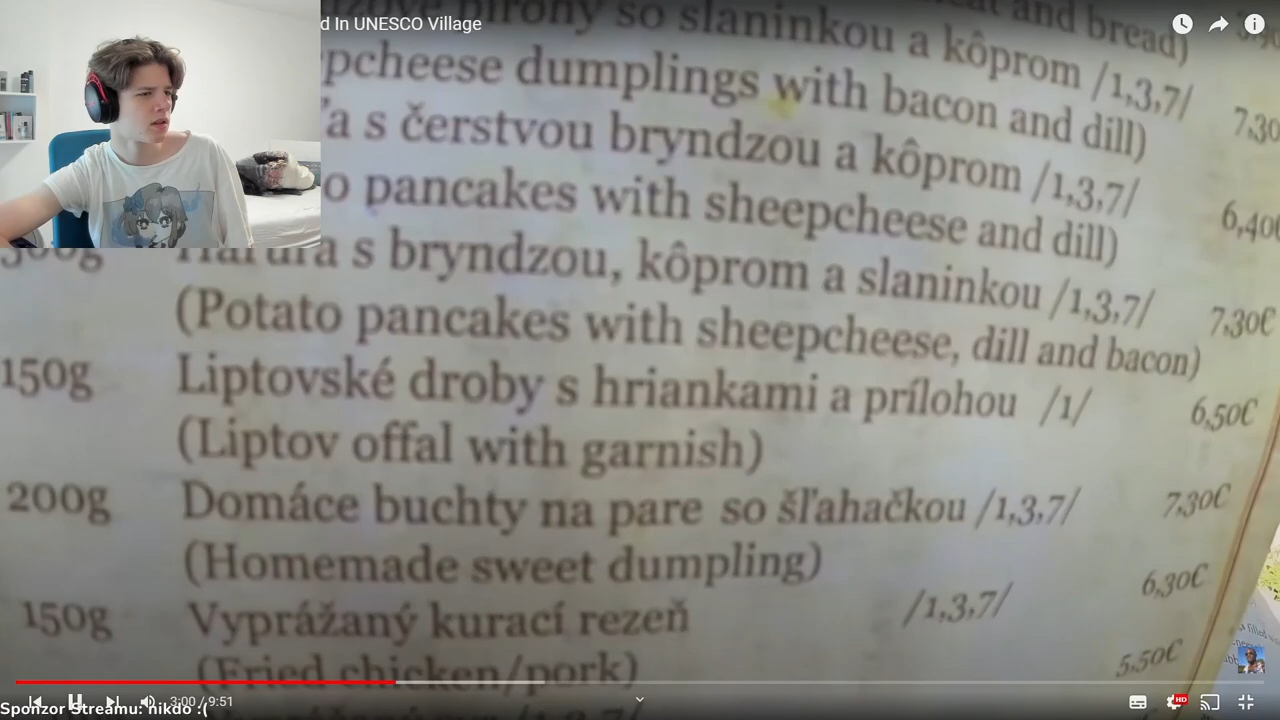 d In UNESCO Village
pirohy so slaninkou a kôprom /1,3,7/
and bread)
pcheese dumplings with bacon and dill)
7,30
a s čerstvou bryndzou a kôprom /1,3,7/
o pancakes with sheepcheese and dill)
6,40
300g s bryndzou, kôprom a slaninkou /1,3,7/
(Potato pancakes with sheepcheese, dill and bacon)
7,30€
150g Liptovské droby s hriankami a prílohou /1/
(Liptov offal with garnish)
6,50€
200g Domáce buchty na pare so šľahačkou /1,3,7/
(Homemade sweet dumpling)
7,30€
150g Vyprážaný kurací rezeň /1,3,7/
6,30€
(Fried chicken/pork)
5,50€
3:00 / 9:51
HD
Sponzor Streamu: nikdo :(